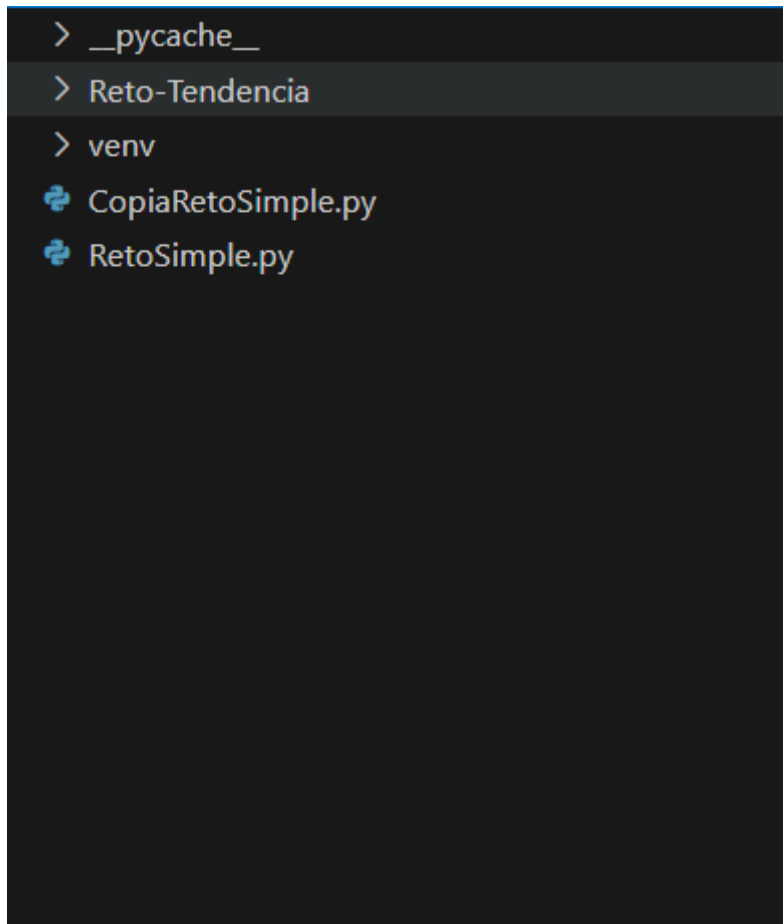 __pycache__
Reto-Tendencia
venv
CopiaRetoSimple.py
RetoSimple.py